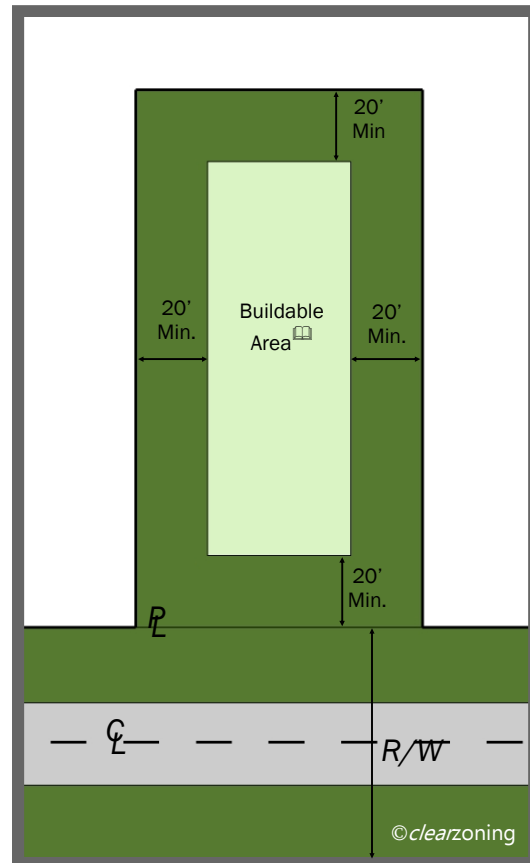 20’
Min
20’
Min.
Buildable
Area
20’
Min.
20’
Min.
PL
CL
R/W
©clearzoning